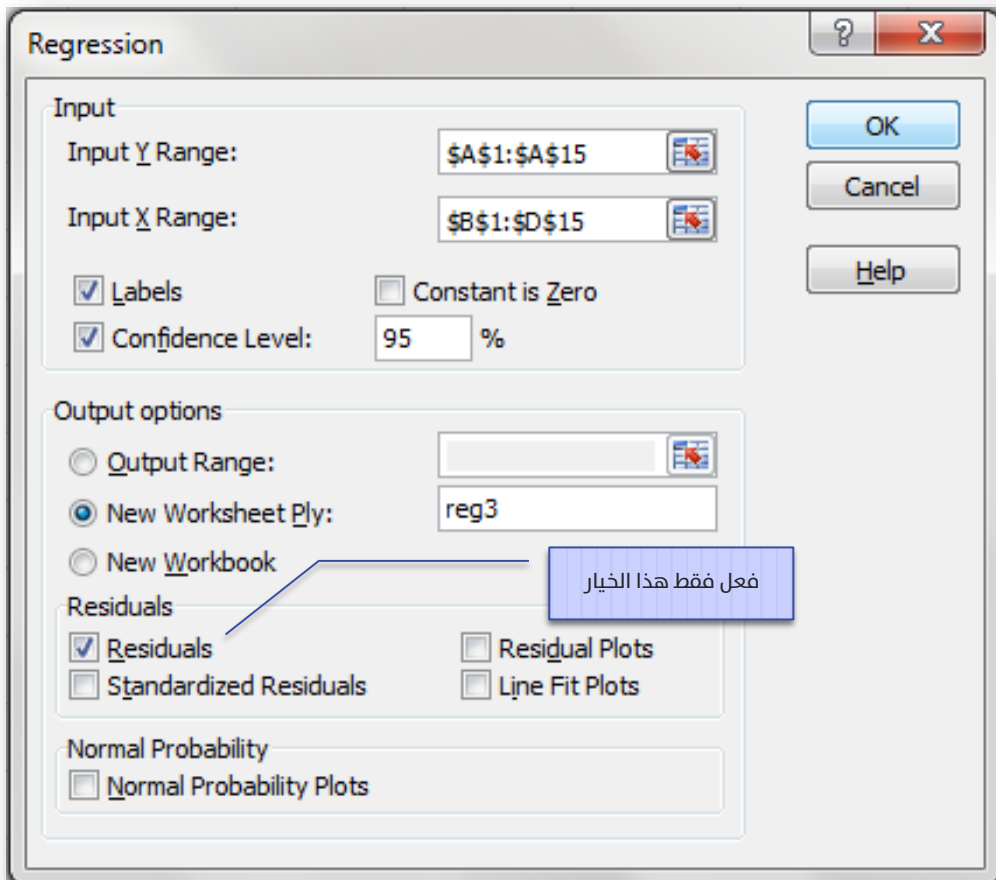 Regression
Input
Input Y Range:
$A$1:$A$15
Input X Range:
$B$1:$D$15
Labels
Constant is Zero
Confidence Level:
95
%
OK
Cancel
Help
Output options
Output Range:
New Worksheet Ply:
reg3
New Workbook
فعل فقط هذا الخيار
Residuals
Residuals
Residual Plots
Standardized Residuals
Line Fit Plots
Normal Probability
Normal Probability Plots